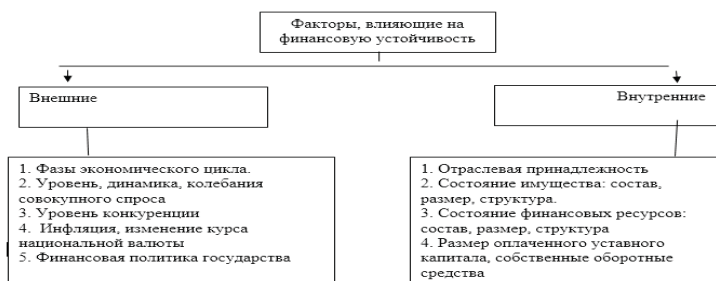 Факторы, влияющие на
финансовую устойчивость
Внешние
Внутренние
1. Фазы экономического цикла.
2. Уровень, динамика, колебания
совокупного спроса
3. Уровень конкуренции
4. Инфляция, изменение курса
национальной валюты
5. Финансовая политика государства
1. Отраслевая принадлежность
2. Состояние имущества: состав,
размер, структура.
3. Состояние финансовых ресурсов:
состав, размер, структура
4. Размер оплаченного уставного
капитала, собственные оборотные
средства